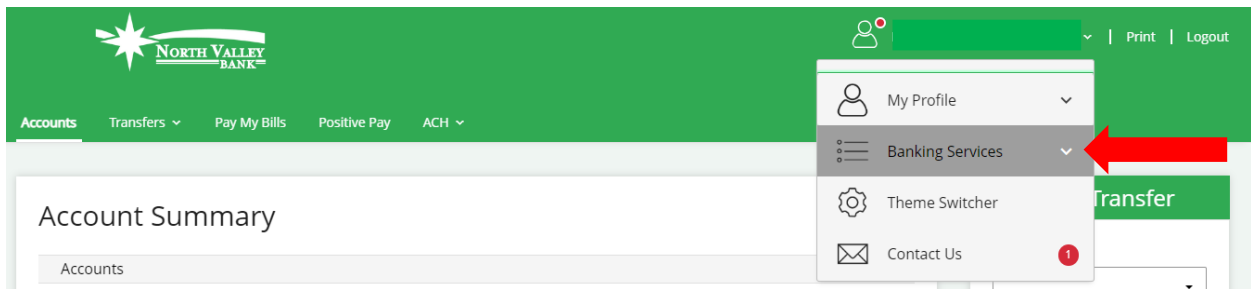 NORTH VALLEY
BANK
Print | Logout
My Profile
Accounts Transfers Pay My Bills Positive Pay ACH
Banking Services
Theme Switcher
Transfer
Account Summary
Contact Us 1
Accounts